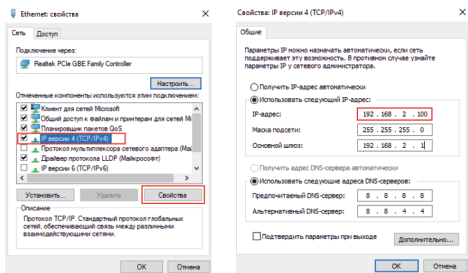 Ethernet: свойства
Сеть Доступ
Подключение через:
Realtek PCIe GBE Family Controller
Настроить...
Отмеченные компоненты используются этим подключением:
Клиент для сетей Microsoft
Общий доступ к файлам и принтерам для сетей Mi
Планировщик пакетов QoS
IP версии 4 (TCP/IPv4)
Протокол мультиплексора сетевого адаптера (Май
Драйвер протокола LLDP (Майкрософт)
IP версии 6 (TCP/IPv6)
Установить... Удалить Свойства
Описание
Протокол TCP/IP. Стандартный протокол глобальных
сетей, обеспечивающий связь между различными
взаимодействующими сетями.
ОК Отмена
Свойства: IP версии 4 (TCP/IPv4)
Общие
Параметры IP можно назначать автоматически, если сеть
поддерживает эту возможность. В противном случае узнайте
параметры IP у сетевого администратора.
Получить IP-адрес автоматически
Использовать следующий IP-адрес:
IP-адрес: 192 . 168 . 2 . 100
Маска подсети: 255 . 255 . 255 . 0
Основной шлюз: 192 . 168 . 2 . 1
Получить адрес DNS-сервера автоматически
Использовать следующие адреса DNS-серверов:
Предпочитаемый DNS-сервер: 8 . 8 . 8 . 8
Альтернативный DNS-сервер: 8 . 8 . 4 . 4
Подтвердить параметры при выходе Дополнительно...
ОК Отмена